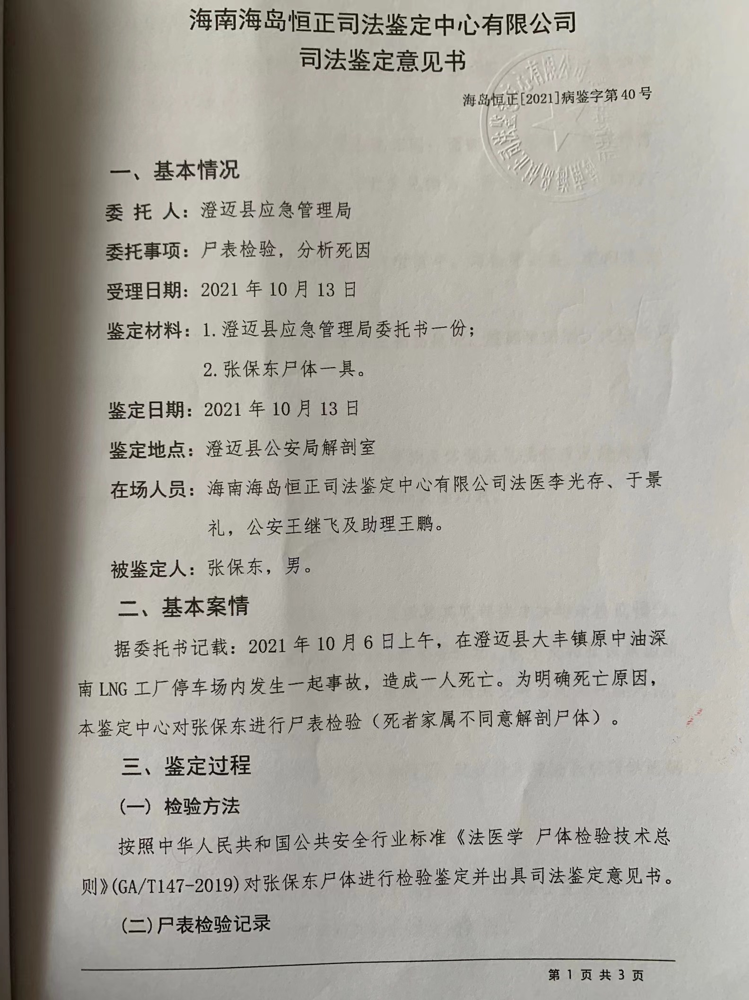 海南海岛恒正司法鉴定中心有限公司
司法鉴定意见书
海岛恒正[2021]病鉴字第 40 号
一、基本情况
委 托 人：澄迈县应急管理局
委托事项：尸表检验，分析死因
受理日期：2021 年 10 月 13 日
鉴定材料：1. 澄迈县应急管理局委托书一份；
2. 张保东尸体一具。
鉴定日期：2021 年 10 月 13 日
鉴定地点：澄迈县公安局解剖室
在场人员：海南海岛恒正司法鉴定中心有限公司法医李光存、于景
礼，公安王继飞及助理王鹏。
被鉴定人：张保东，男。
二、基本案情
据委托书记载：2021 年 10 月 6 日上午，在澄迈县大丰镇原中油深
南 LNG 工厂停车场内发生一起事故，造成一人死亡。为明确死亡原因，
本鉴定中心对张保东进行尸表检验（死者家属不同意解剖尸体）。
三、鉴定过程
(一) 检验方法
按照中华人民共和国公共安全行业标准《法医学 尸体检验技术总
则》(GA/T147-2019)对张保东尸体进行检验鉴定并出具司法鉴定意见书。
(二)尸表检验记录
第 1 页 共 3 页